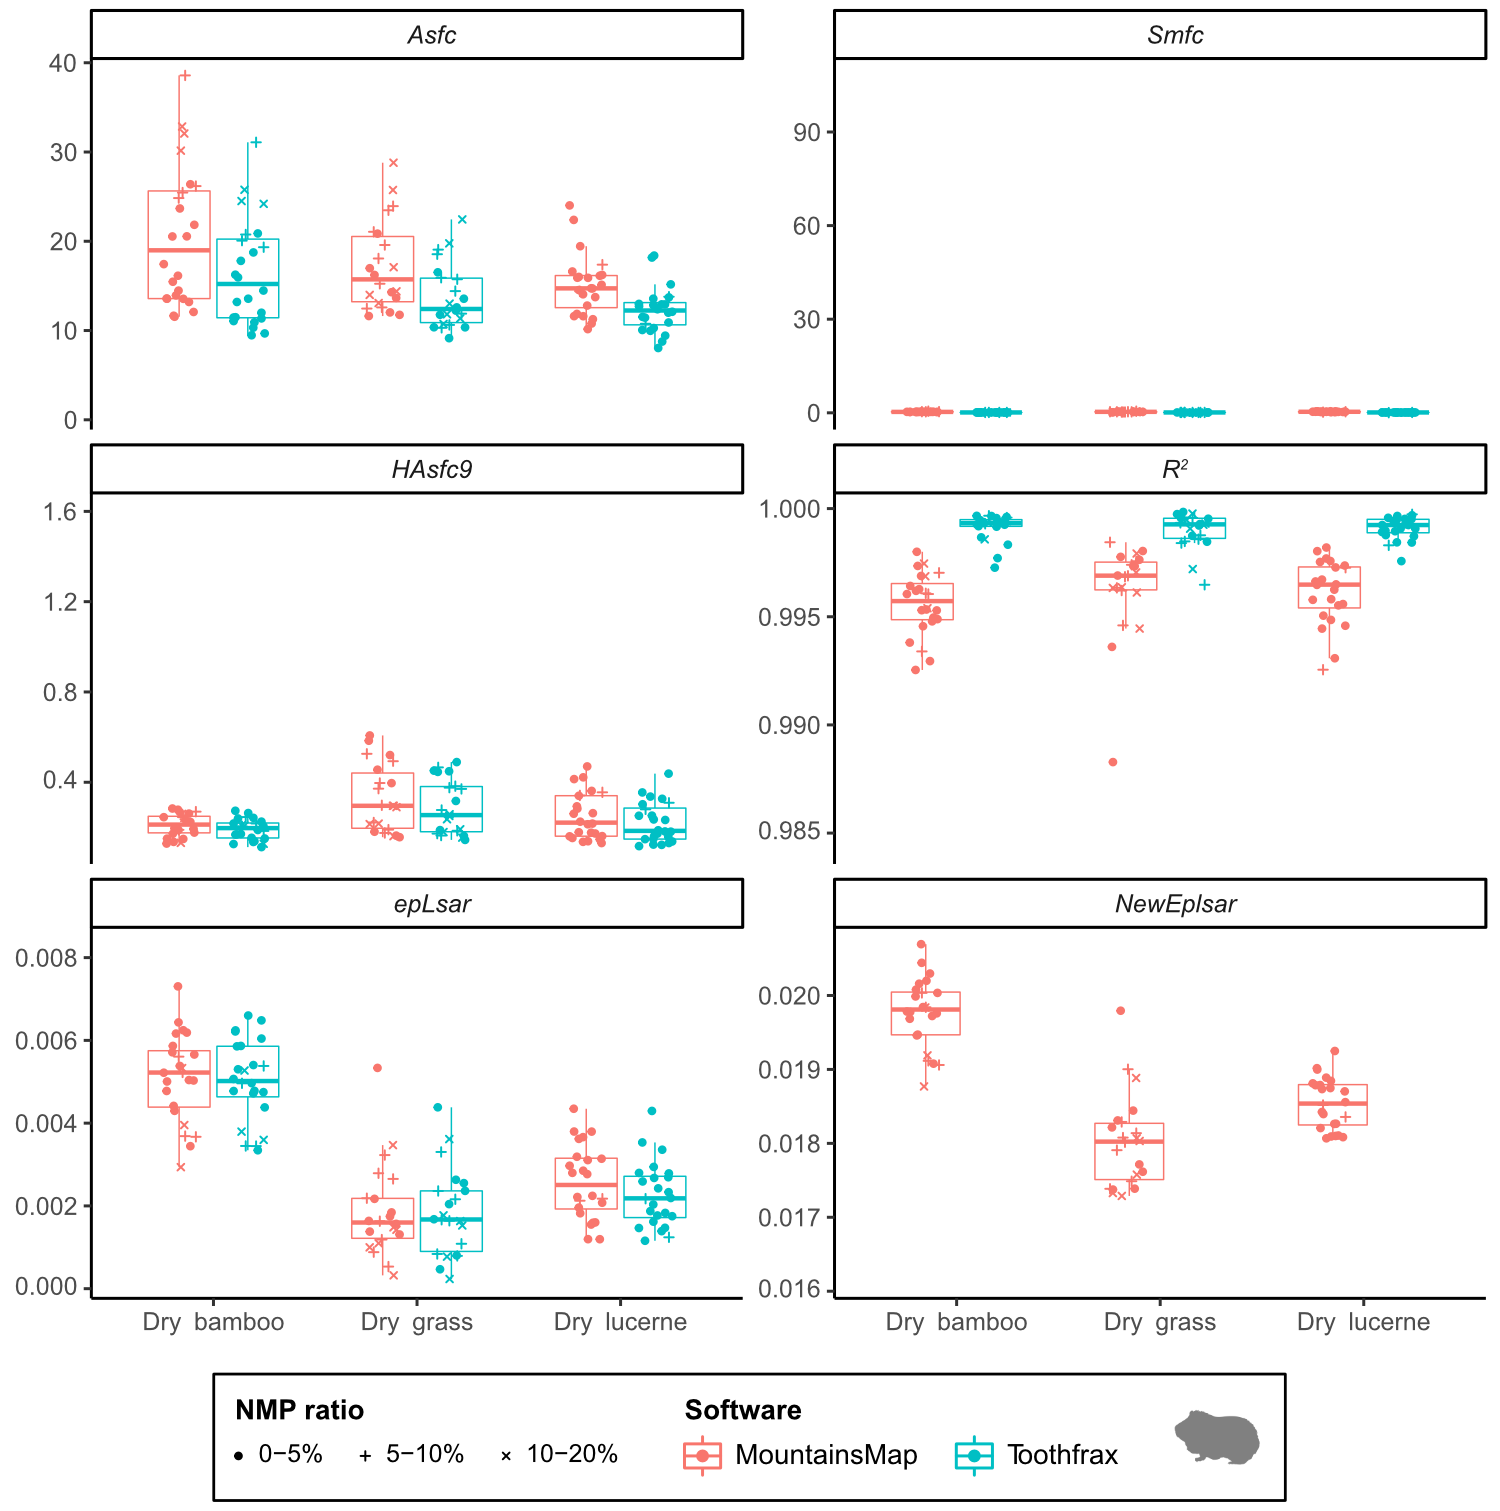 Asfc
Smfc
40
30
20
10
0
90
60
30
0
HAsfc9
R²
1.6
1.2
0.8
0.4
1.000
0.995
0.990
0.985
epLsar
NewEplsar
0.008
0.006
0.004
0.002
0.000
0.020
0.019
0.018
0.017
0.016
Dry bamboo Dry grass Dry lucerne
Dry bamboo Dry grass Dry lucerne
NMP ratio
0−5% 5−10% 10−20%
Software
MountainsMap Toothfrax